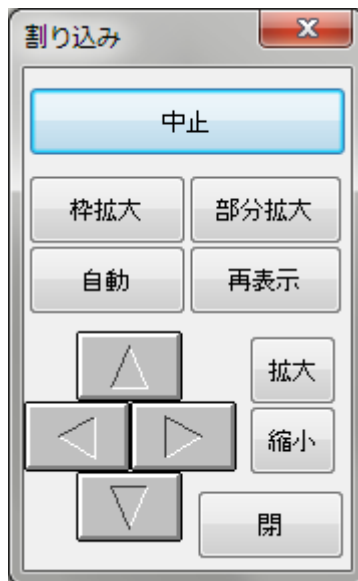 割り込み
中止
枠拡大 部分拡大
自動 再表示
拡大
縮小
閉